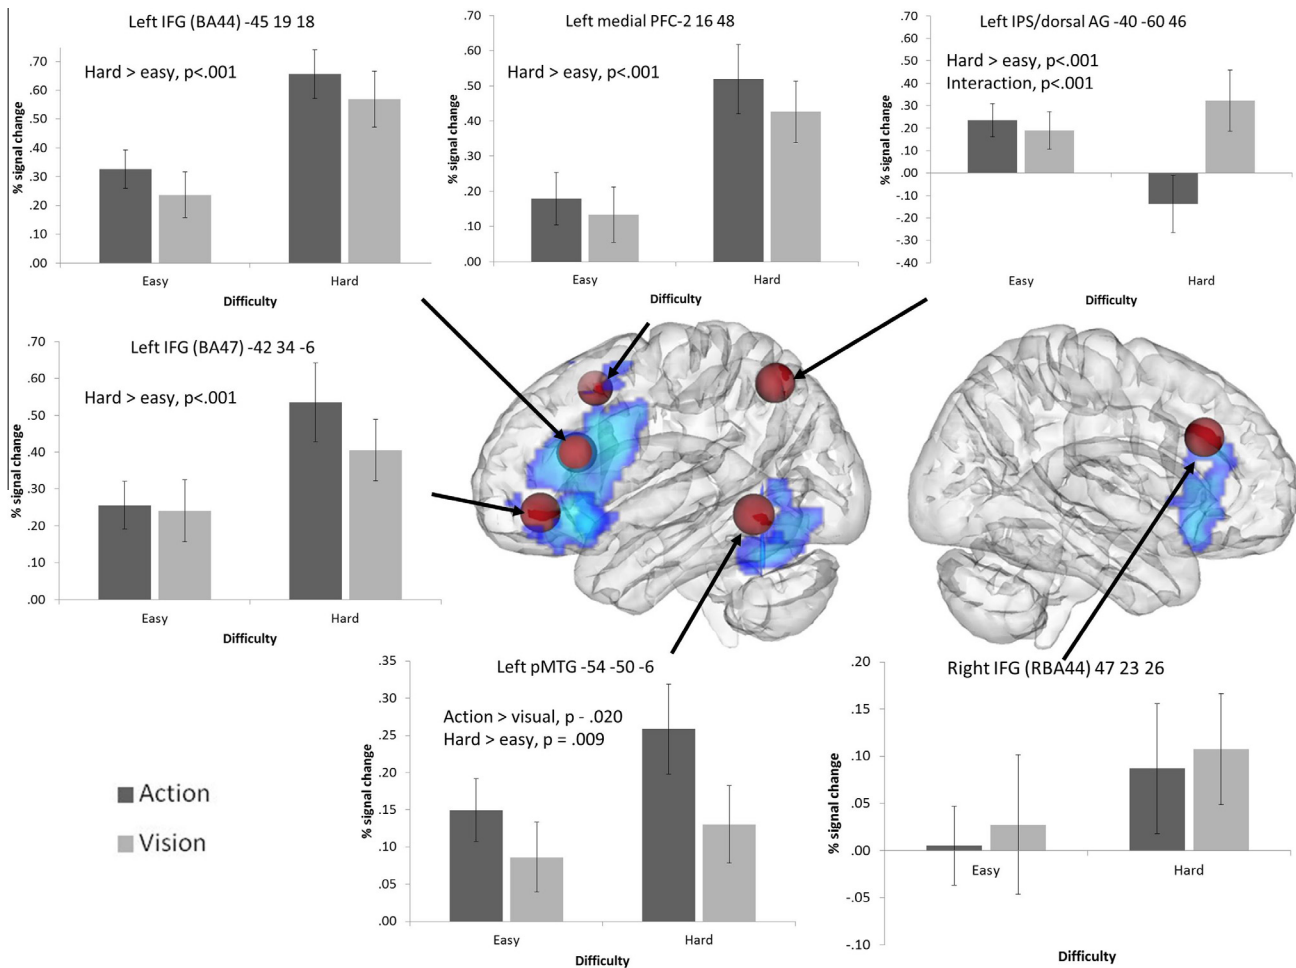 Left IFG (BA44) -45 19 18
% signal change
.70
.60
.50
.40
.30
.20
.10
.00
Hard > easy, p<.001
Easy
Hard
Difficulty
Left medial PFC-2 16 48
% signal change
.70
.60
.50
.40
.30
.20
.10
.00
Hard > easy, p<.001
Easy
Hard
Difficulty
Left IPS/dorsal AG -40 -60 46
% signal change
.70
.60
.50
.40
.30
.20
.10
.00
-.10
-.20
-.30
-.40
Hard > easy, p<.001
Interaction, p<.001
Easy
Hard
Difficulty
Left IFG (BA47) -42 34 -6
% signal change
.70
.60
.50
.40
.30
.20
.10
.00
Hard > easy, p<.001
Easy
Hard
Difficulty
Left pMTG -54 -50 -6
% signal change
.35
.30
.25
.20
.15
.10
.05
.00
Action > visual, p - .020
Hard > easy, p = .009
Easy
Hard
Difficulty
Right IFG (RBA44) 47 23 26
% signal change
.20
.15
.10
.05
.00
-.05
-.10
Easy
Hard
Difficulty
Action
Vision